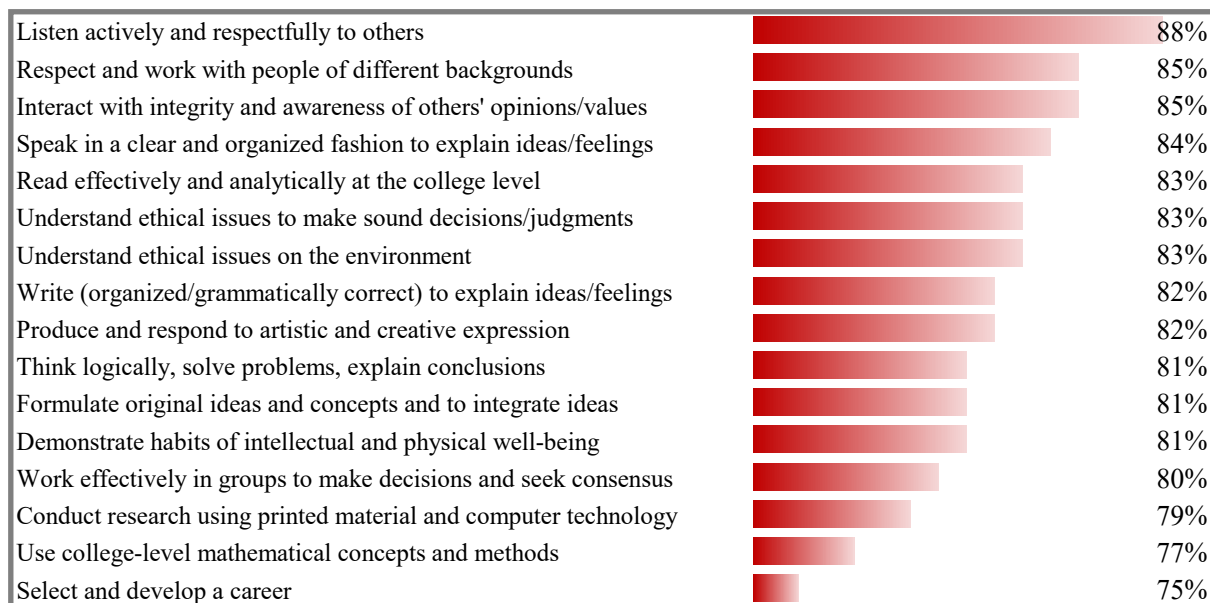 Listen actively and respectfully to others 88%
Respect and work with people of different backgrounds 85%
Interact with integrity and awareness of others' opinions/values 85%
Speak in a clear and organized fashion to explain ideas/feelings 84%
Read effectively and analytically at the college level 83%
Understand ethical issues to make sound decisions/judgments 83%
Understand ethical issues on the environment 83%
Write (organized/grammatically correct) to explain ideas/feelings 82%
Produce and respond to artistic and creative expression 82%
Think logically, solve problems, explain conclusions 81%
Formulate original ideas and concepts and to integrate ideas 81%
Demonstrate habits of intellectual and physical well-being 81%
Work effectively in groups to make decisions and seek consensus 80%
Conduct research using printed material and computer technology 79%
Use college-level mathematical concepts and methods 77%
Select and develop a career 75%